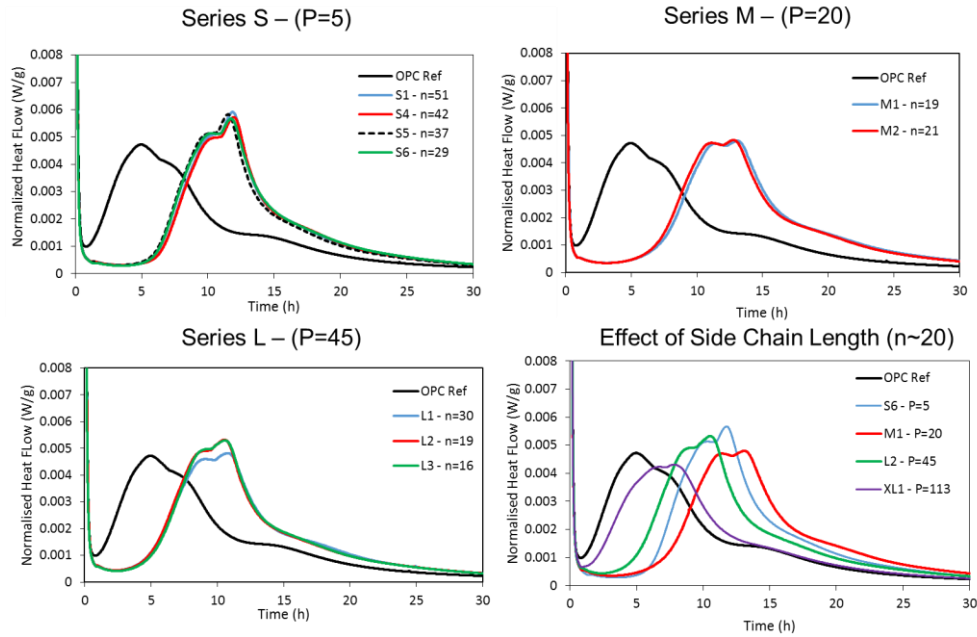 Series S – (P=5)
Normalized Heat FLow (W/g)
0.008
0.007
0.006
0.005
0.004
0.003
0.002
0.001
0
OPC Ref
S1 - n=51
S4 - n=42
S5 - n=37
S6 - n=29
0 5 10 15 20 25 30
Time (h)
Series M – (P=20)
Normalised Heat FLow (W/g)
0.008
0.007
0.006
0.005
0.004
0.003
0.002
0.001
0
OPC Ref
M1 - n=19
M2 - n=21
0 5 10 15 20 25 30
Time (h)
Series L – (P=45)
Normalised Heat FLow (W/g)
0.008
0.007
0.006
0.005
0.004
0.003
0.002
0.001
0
OPC Ref
L1 - n=30
L2 - n=19
L3 - n=16
0 5 10 15 20 25 30
Time (h)
Effect of Side Chain Length (n~20)
Normalised Heat FLow (W/g)
0.008
0.007
0.006
0.005
0.004
0.003
0.002
0.001
0
OPC Ref
S6 - P=5
M1 - P=20
L2 - P=45
XL1 - P=113
0 5 10 15 20 25 30
Time (h)